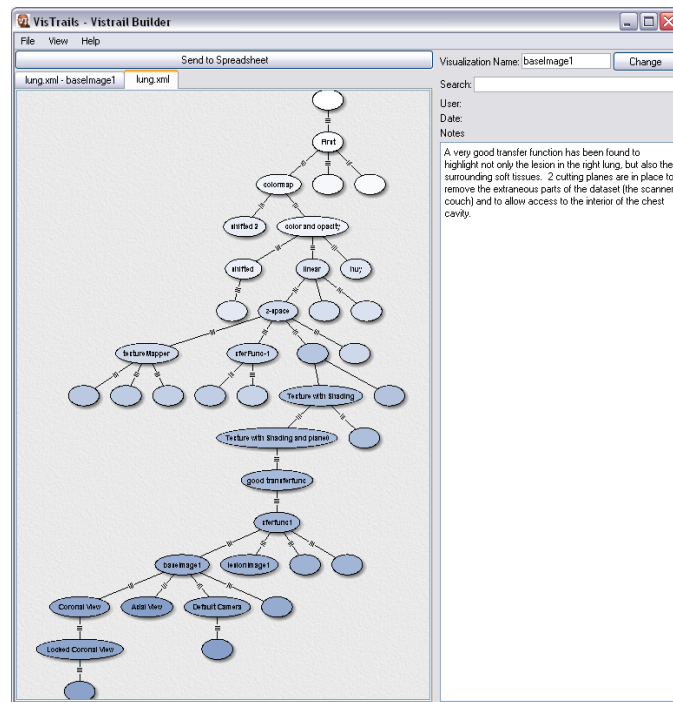 VisTrails - Vistrail Builder
File View Help
Send to Spreadsheet
Visualization Name: baseImage1 Change
lung.xml - baseImage1 lung.xml
Search:
User:
Date:
Notes
A very good transfer function has been found to
highlight not only the lesion in the right lung, but also the
surrounding soft tissues. 2 cutting planes are in place to
remove the extraneous parts of the dataset (the scanner
couch) and to allow access to the interior of the chest
cavity.
First
colormap
shifted 2 color and opacity
shifted linear huy
z-space
textureMapper sferFunc-1
Texture with Shading
Texture with Shading and plane0
good transferfunc
sferfunc1
baseImage1 lesionImage1
Coronal View Axial View Default Camera
Locked Coronal View